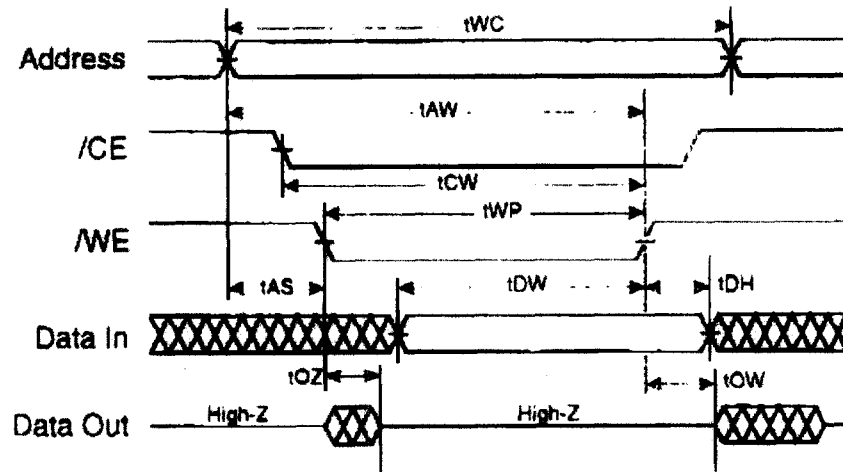 tWC
Address
tAW
/CE
tCW
tWP
/WE
tAS
tDW
tDH
Data In
tOZ
tOW
High-Z
High-Z
Data Out